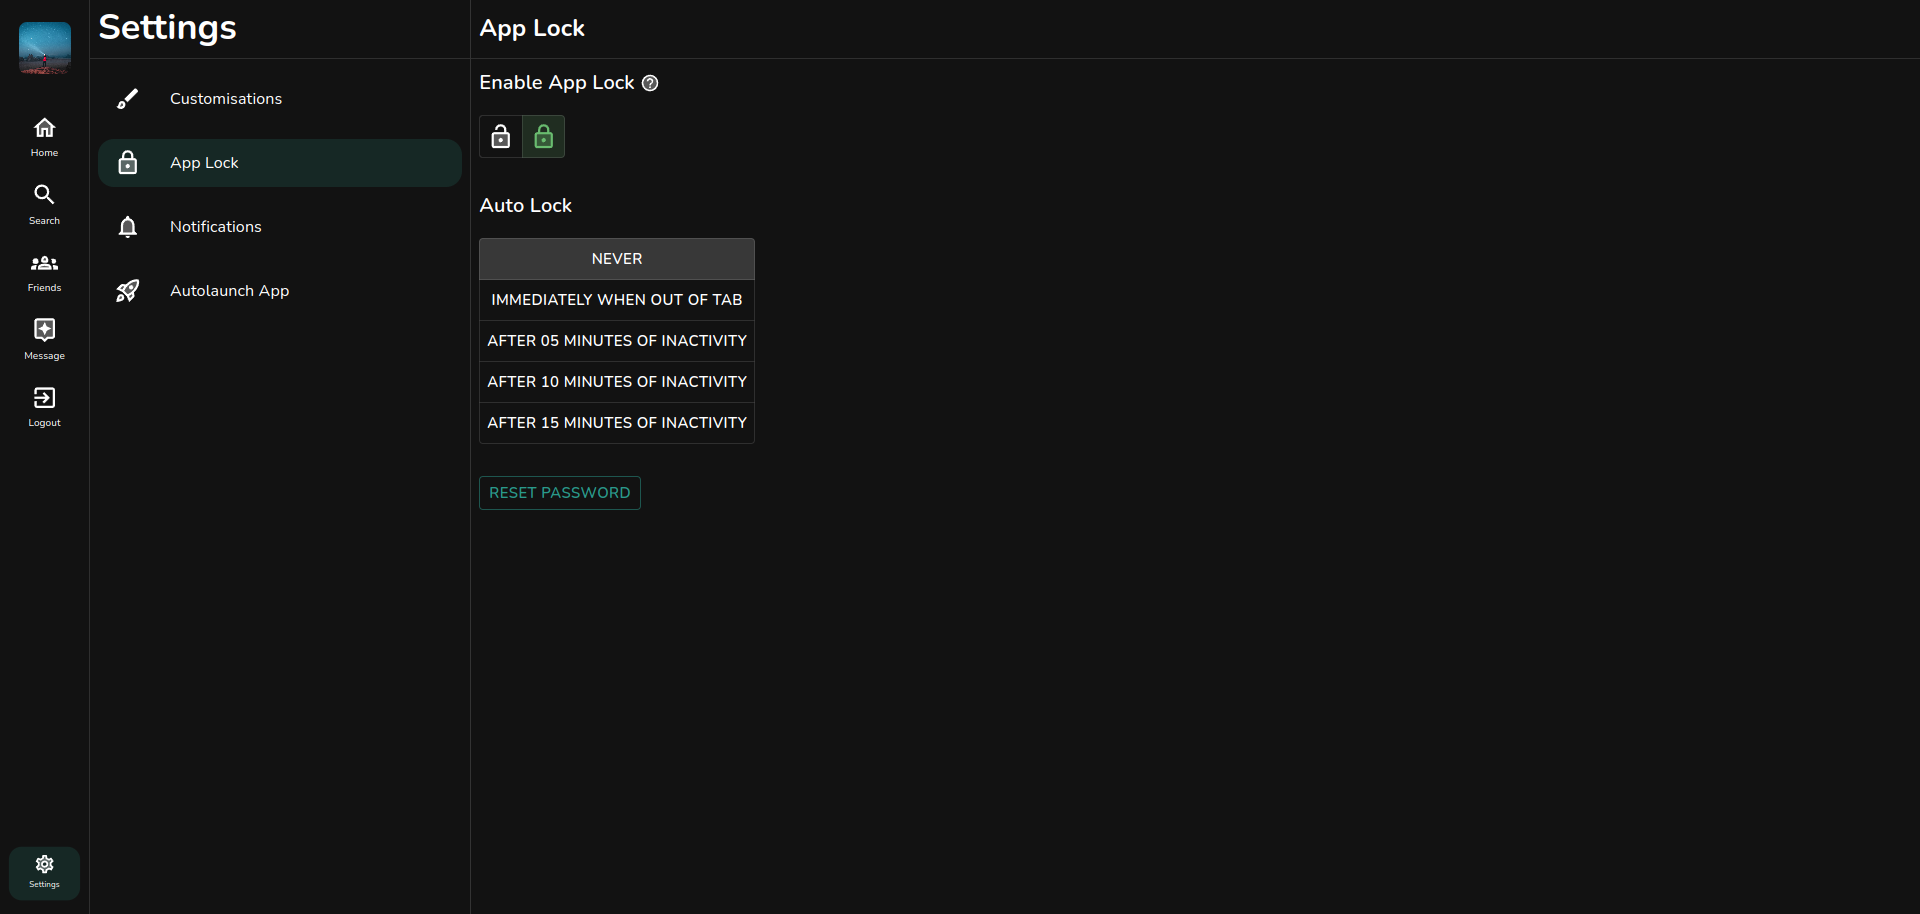 Home
Search
Friends
Message
Logout
Settings
Settings
Customisations
App Lock
Notifications
Autolaunch App
App Lock
Enable App Lock
Auto Lock
NEVER
IMMEDIATELY WHEN OUT OF TAB
AFTER 05 MINUTES OF INACTIVITY
AFTER 10 MINUTES OF INACTIVITY
AFTER 15 MINUTES OF INACTIVITY
RESET PASSWORD